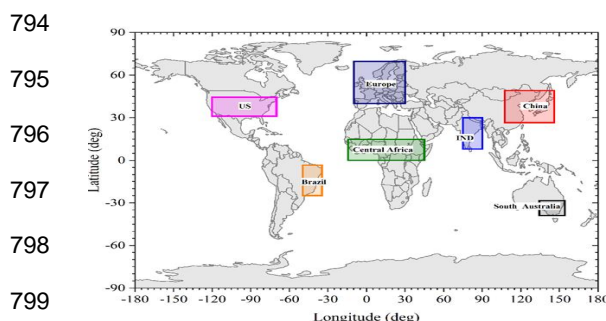 794
90
795
60
Europe
US
China
796
30
IND
Central Africa
Latitude (deg)
0
797
Brazil
-30
South_Australia
798
-60
799
-90
-180 -150 -120 -90 -60 -30 0 30 60 90 120 150 180
Longitude (deg)